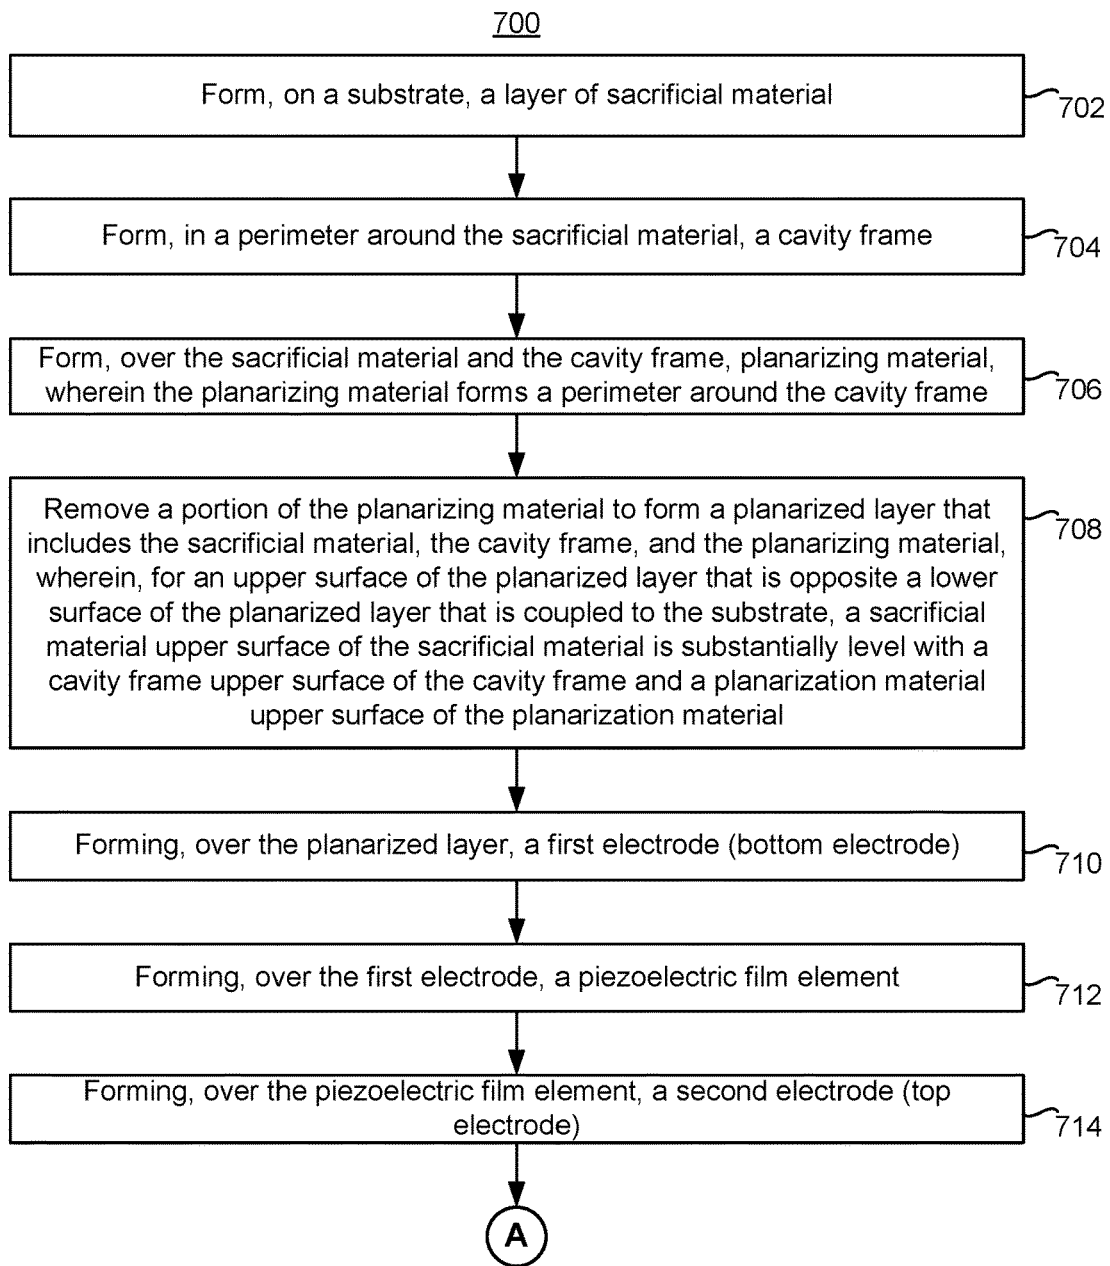 700
Form, on a substrate, a layer of sacrificial material
702
Form, in a perimeter around the sacrificial material, a cavity frame
704
Form, over the sacrificial material and the cavity frame, planarizing material,
wherein the planarizing material forms a perimeter around the cavity frame
706
Remove a portion of the planarizing material to form a planarized layer that
includes the sacrificial material, the cavity frame, and the planarizing material,
wherein, for an upper surface of the planarized layer that is opposite a lower
surface of the planarized layer that is coupled to the substrate, a sacrificial
material upper surface of the sacrificial material is substantially level with a
cavity frame upper surface of the cavity frame and a planarization material
upper surface of the planarization material
708
Forming, over the planarized layer, a first electrode (bottom electrode)
710
Forming, over the first electrode, a piezoelectric film element
712
Forming, over the piezoelectric film element, a second electrode (top
electrode)
714
A